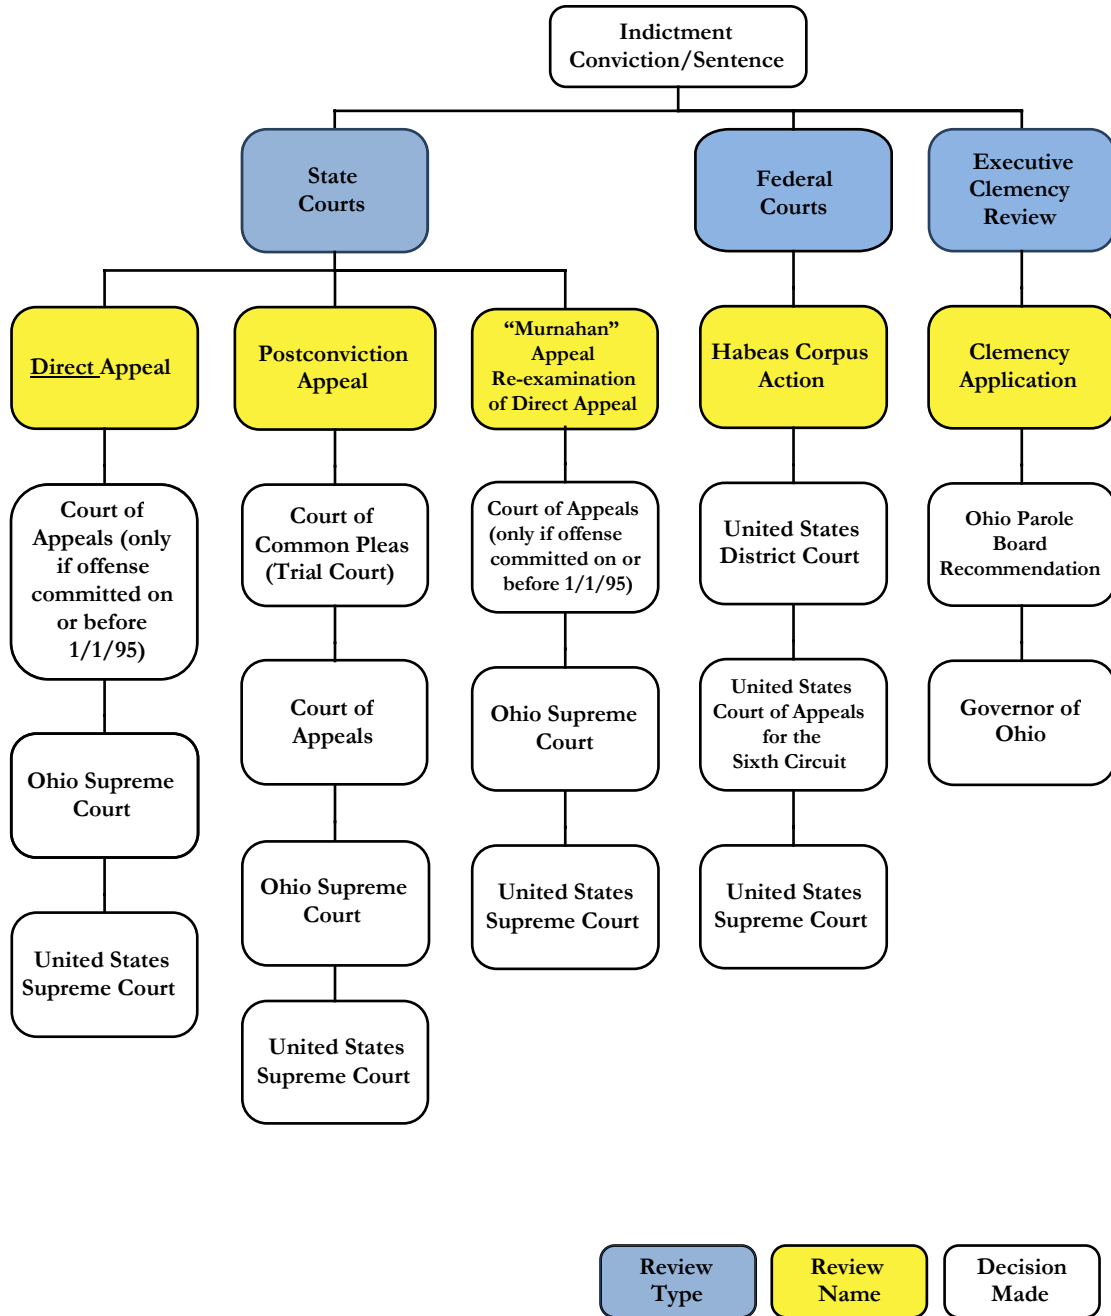 Indictment
Conviction/Sentence
State
Courts
Federal
Courts
Executive
Clemency
Review
Direct Appeal
Postconviction
Appeal
“Murnahan”
Appeal
Re-examination
of Direct Appeal
Habeas Corpus
Action
Clemency
Application
Court of
Appeals (only
if offense
committed on
or before
1/1/95)
Court of
Common Pleas
(Trial Court)
Court of Appeals
(only if offense
committed on or
before 1/1/95)
United States
District Court
Ohio Parole
Board
Recommendation
Ohio Supreme
Court
Court of
Appeals
Ohio Supreme
Court
United States
Court of Appeals
for the
Sixth Circuit
Governor of
Ohio
United States
Supreme Court
Ohio Supreme
Court
United States
Supreme Court
United States
Supreme Court
United States
Supreme Court
Review
Type
Review
Name
Decision
Made